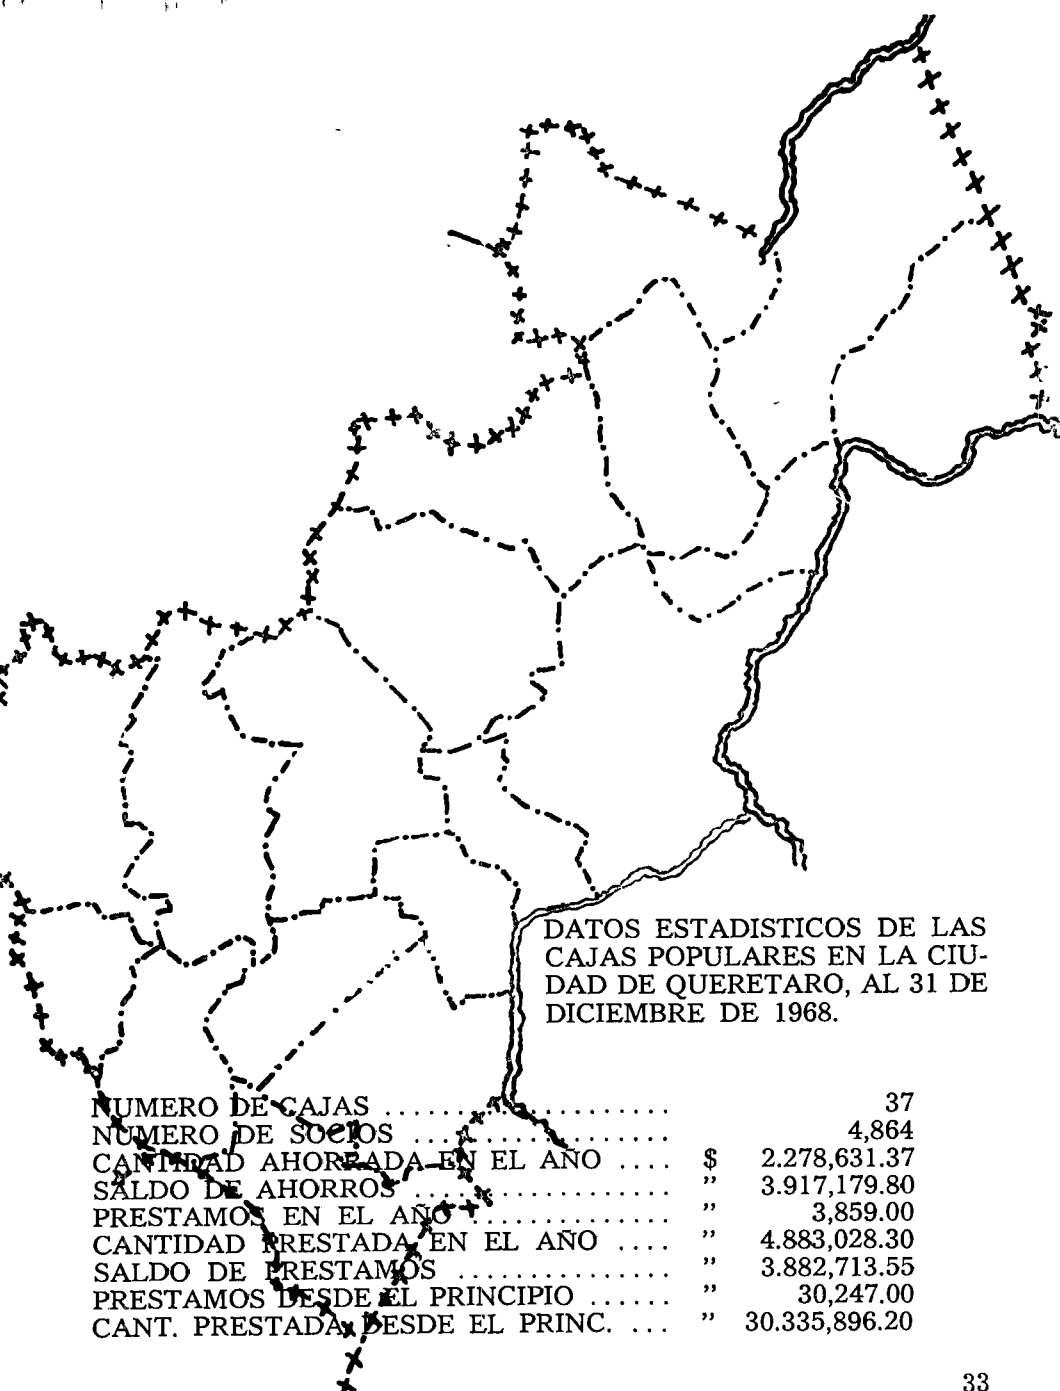 DATOS ESTADISTICOS DE LAS
CAJAS POPULARES EN LA CIU-
DAD DE QUERETARO, AL 31 DE
DICIEMBRE DE 1968.
NUMERO DE CAJAS .................... 37
NUMERO DE SOCIOS .................. 4,864
CANTIDAD AHORRADA EN EL AÑO .... $ 2.278,631.37
SALDO DE AHORROS .................. ” 3.917,179.80
PRESTAMOS EN EL AÑO .............. ” 3,859.00
CANTIDAD PRESTADA EN EL AÑO .... ” 4.883,028.30
SALDO DE PRESTAMOS ............... ” 3.882,713.55
PRESTAMOS DESDE EL PRINCIPIO ...... ” 30,247.00
CANT. PRESTADA DESDE EL PRINC. .... ” 30.335,896.20
33